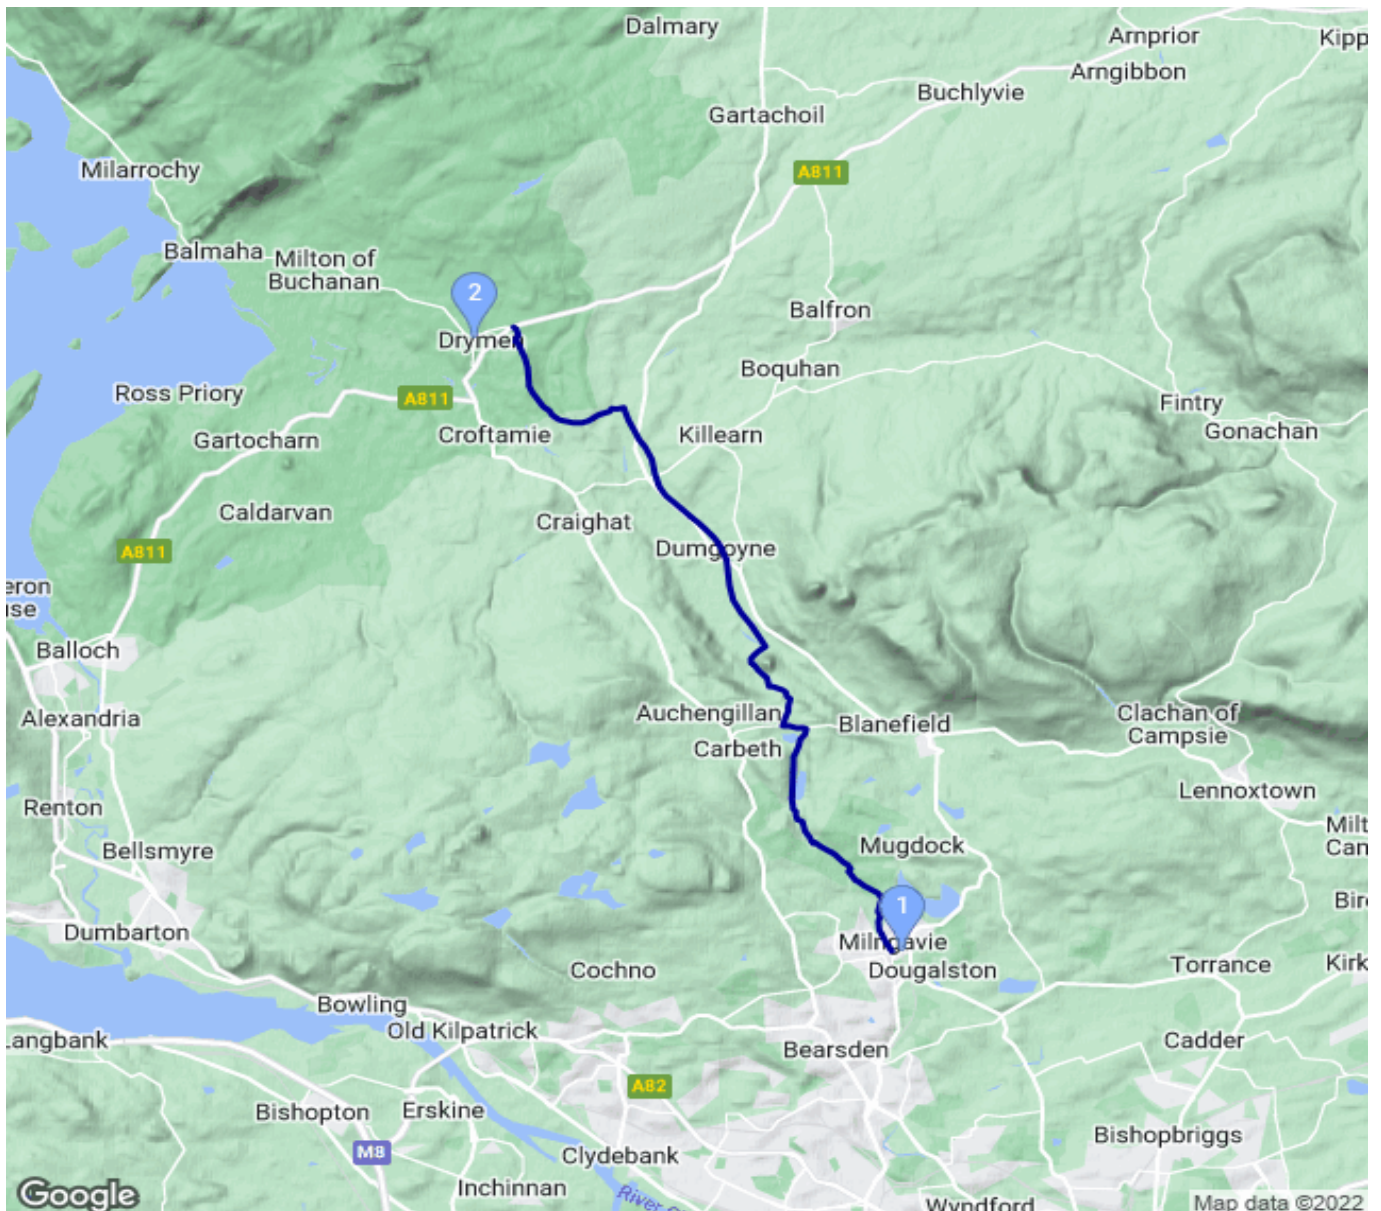 Dalmary
Arnprior
Kipp
Arngibbon
Buchlyvie
Gartachoil
Milarrochy
A811
Balmaha
Milton of
Buchanan
2
Balfron
Drymen
Boquhan
Ross Priory
A811
Fintry
Gartocharn
Croftamie
Killearn
Gonachan
Caldarvan
Craighat
A811
Dumgoyne
eron
use
Balloch
Alexandria
Auchengillan
Blanefield
Clachan of
Campsie
Carbeth
Renton
Lennoxtown
Milt
Can
Bellsmyre
Mugdock
1
Bir
Dumbarton
Milngavie
Cochno
Dougalston
Torrance
Kirk
Bowling
Old Kilpatrick
Langbank
Bearsden
Cadder
A82
Bishopton
Erskine
Bishopbriggs
M8
Clydebank
Inchinnan
River
Wyndford
Google
Map data ©2022